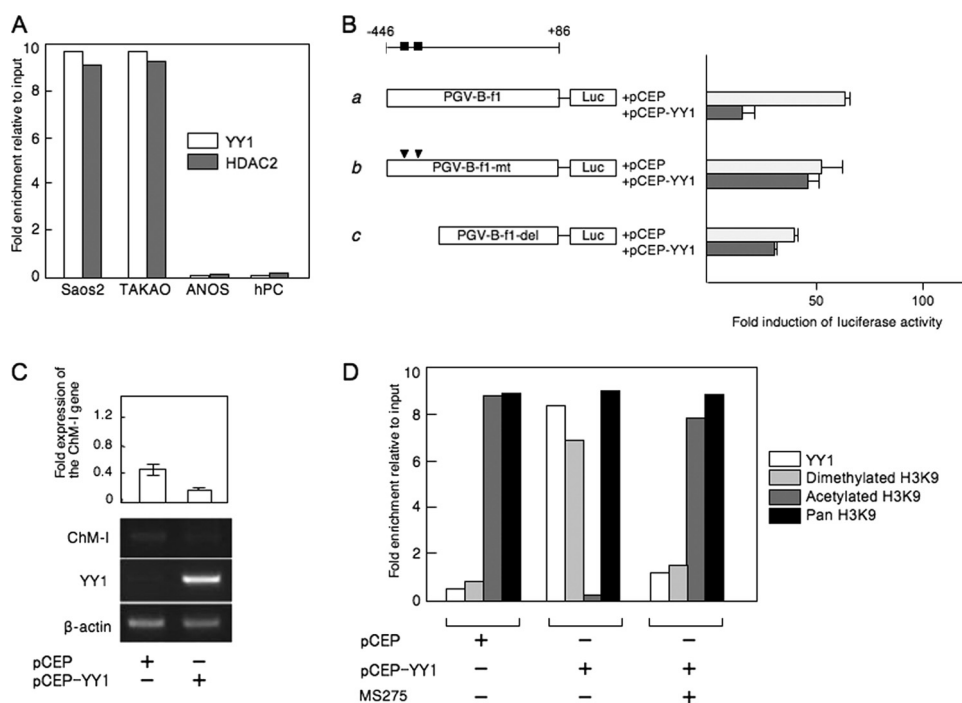 A
Fold enrichment relative to input
10
8
6
4
2
0
YY1
HDAC2
Saos2 TAKAO ANOS hPC
B
-446 +86
a PGV-B-f1 Luc +pCEP
+pCEP-YY1
b PGV-B-f1-mt Luc +pCEP
+pCEP-YY1
c PGV-B-f1-del Luc +pCEP
+pCEP-YY1
50 100
Fold induction of luciferase activity
C
Fold expression of
the ChM-I gene
1.2
0.8
0.4
0
ChM-I
YY1
β-actin
pCEP + −
pCEP−YY1 − +
D
Fold enrichment relative to input
10
8
6
4
2
0
YY1
Dimethylated H3K9
Acetylated H3K9
Pan H3K9
pCEP + − −
pCEP−YY1 − + +
MS275 − − +